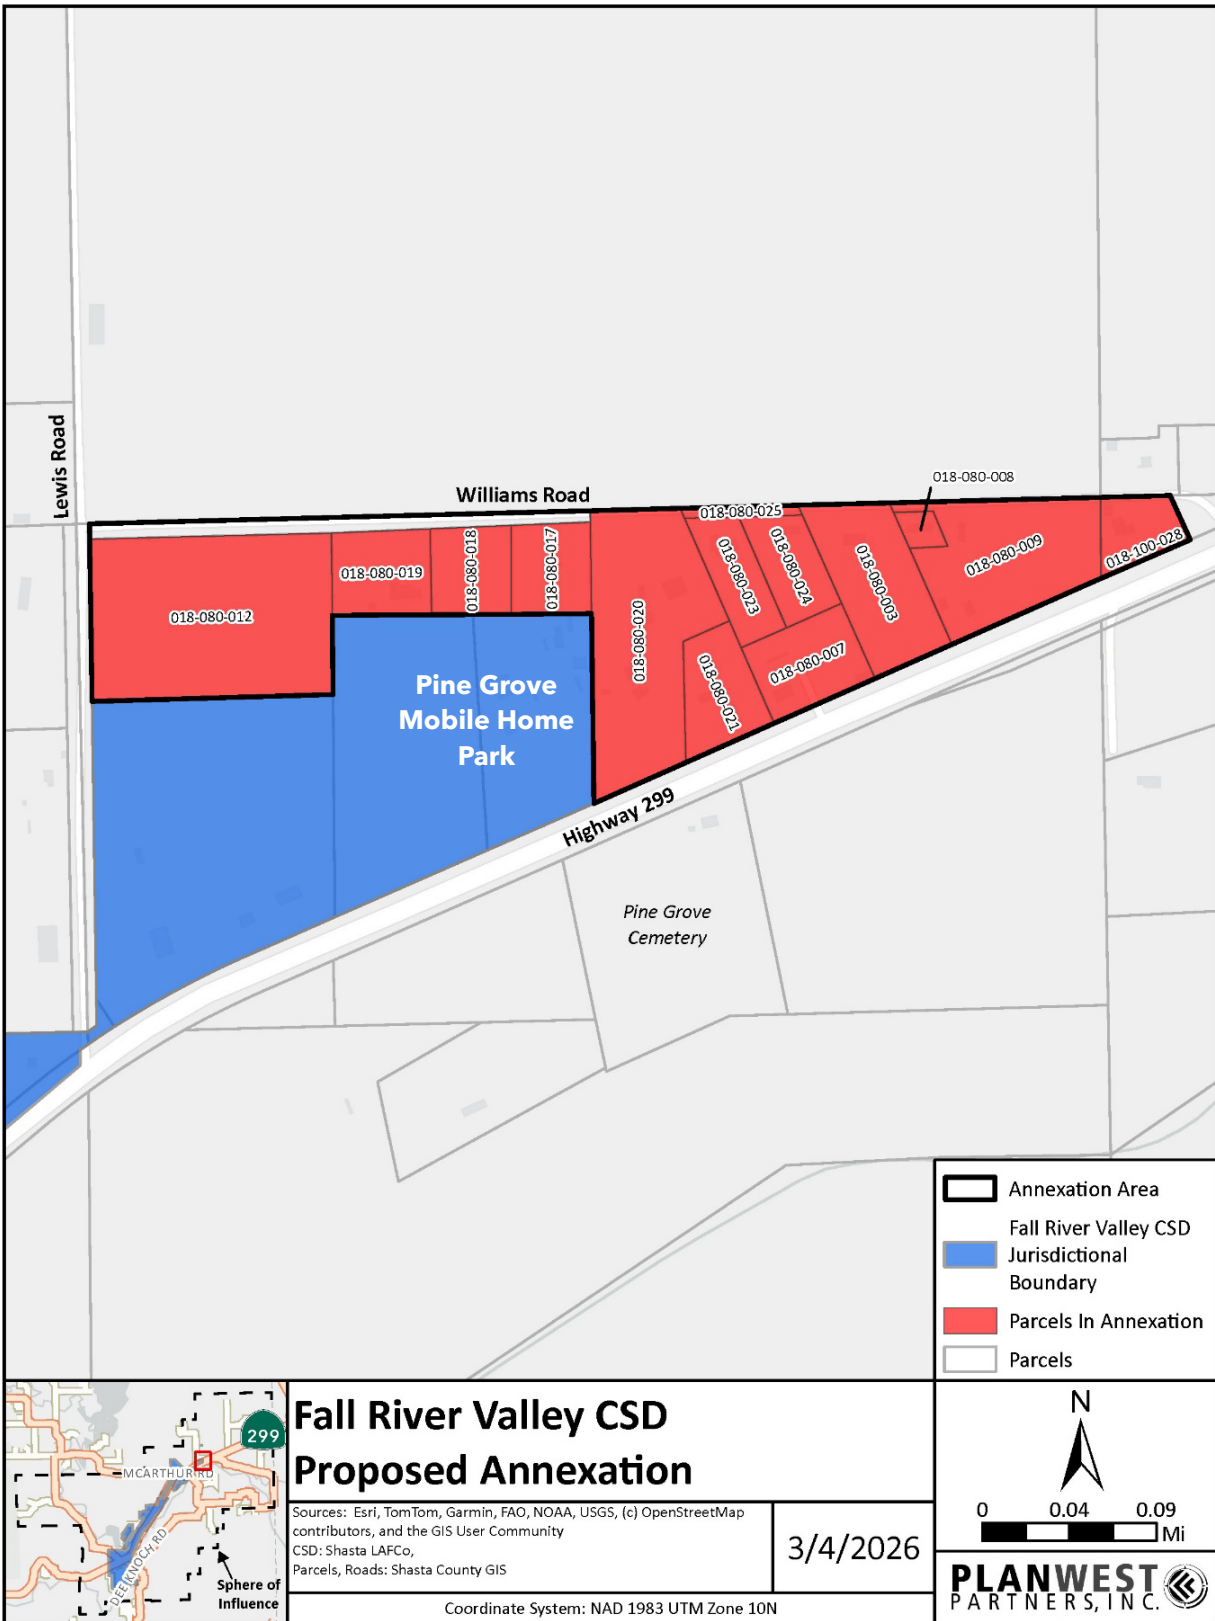 Lewis Road
Williams Road
018-080-008
018-080-025
018-080-012
018-080-019
018-080-018
018-080-017
018-080-020
018-080-023
018-080-024
018-080-003
018-080-009
018-100-028
018-080-021
018-080-007
Pine Grove
Mobile Home
Park
Highway 299
Pine Grove
Cemetery
Annexation Area
Fall River Valley CSD
Jurisdictional
Boundary
Parcels In Annexation
Parcels
299
MCARTHUR RD
DEE KNOCH RD
Sphere of
Influence
Fall River Valley CSD
Proposed Annexation
Sources: Esri, TomTom, Garmin, FAO, NOAA, USGS, (c) OpenStreetMap
contributors, and the GIS User Community
CSD: Shasta LAFCo,
Parcels, Roads: Shasta County GIS
3/4/2026
Coordinate System: NAD 1983 UTM Zone 10N
N
0 0.04 0.09
Mi
PLANWEST
PARTNERS, INC.